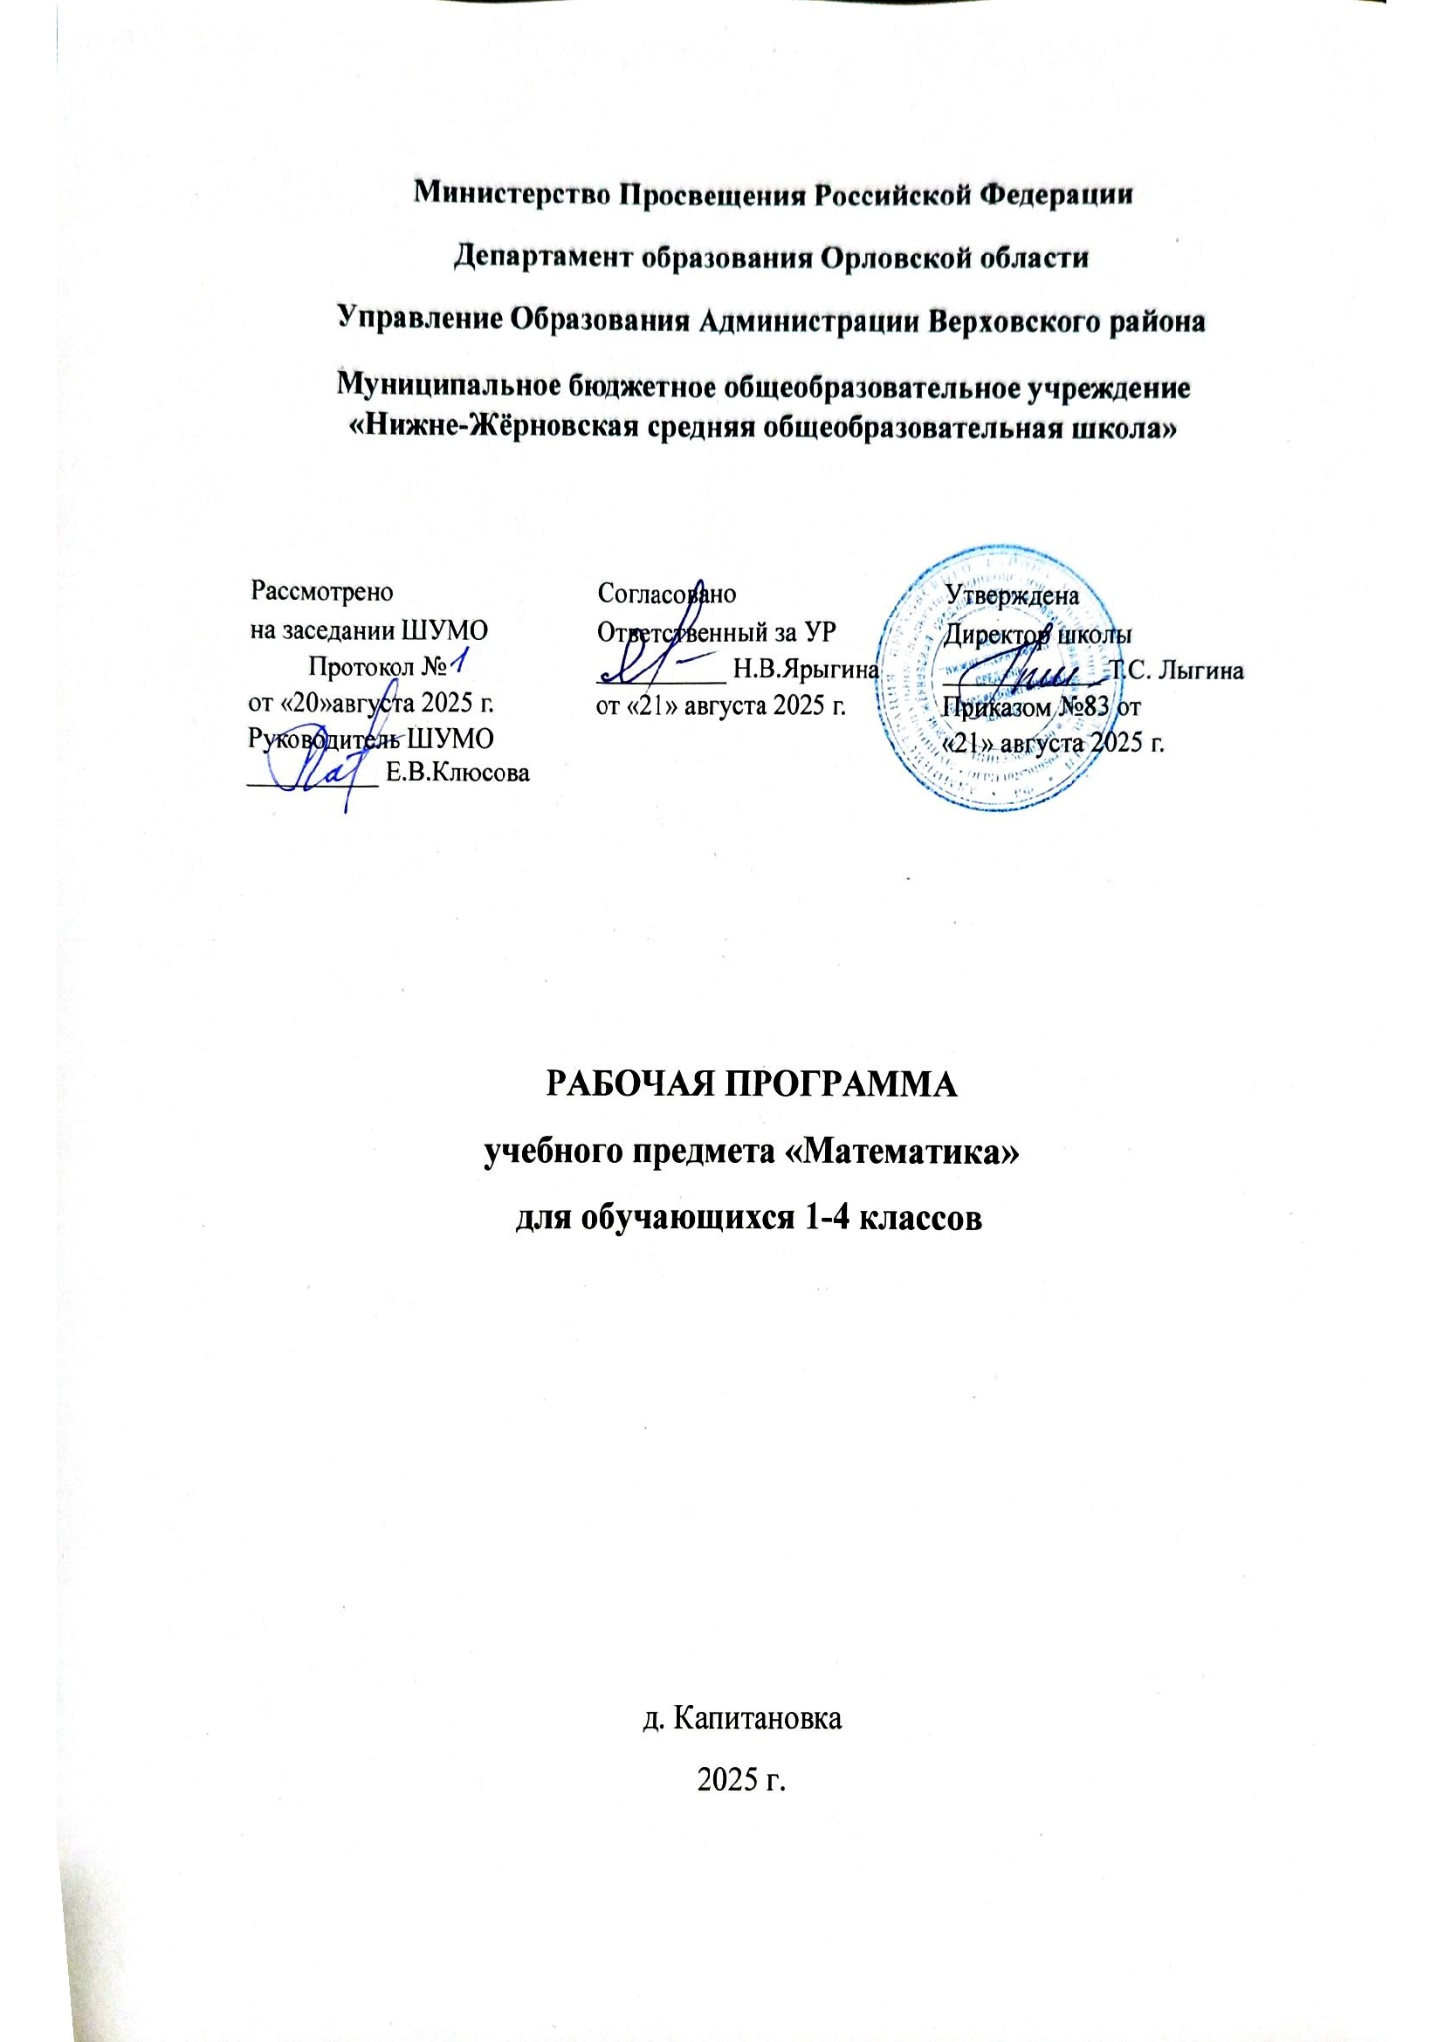 Министерство Просвещения Российской Федерации
Департамент образования Орловской области
Управление Образования Администрации Верховского района
Муниципальное бюджетное общеобразовательное учреждение
«Нижне-Жёрновская средняя общеобразовательная школа»
Рассмотрено
на заседании ШУМО
Протокол №1
от «20»августа 2025 г.
Руководитель ШУМО
____________ Е.В.Клюсова
Согласовано
Ответственный за УР
____________ Н.В.Ярыгина
от «21» августа 2025 г.
Утверждена
Директор школы
____________ Т.С. Лыгина
Приказом №83 от
«21» августа 2025 г.
РАБОЧАЯ ПРОГРАММА
учебного предмета «Математика»
для обучающихся 1-4 классов
д. Капитановка
2025 г.